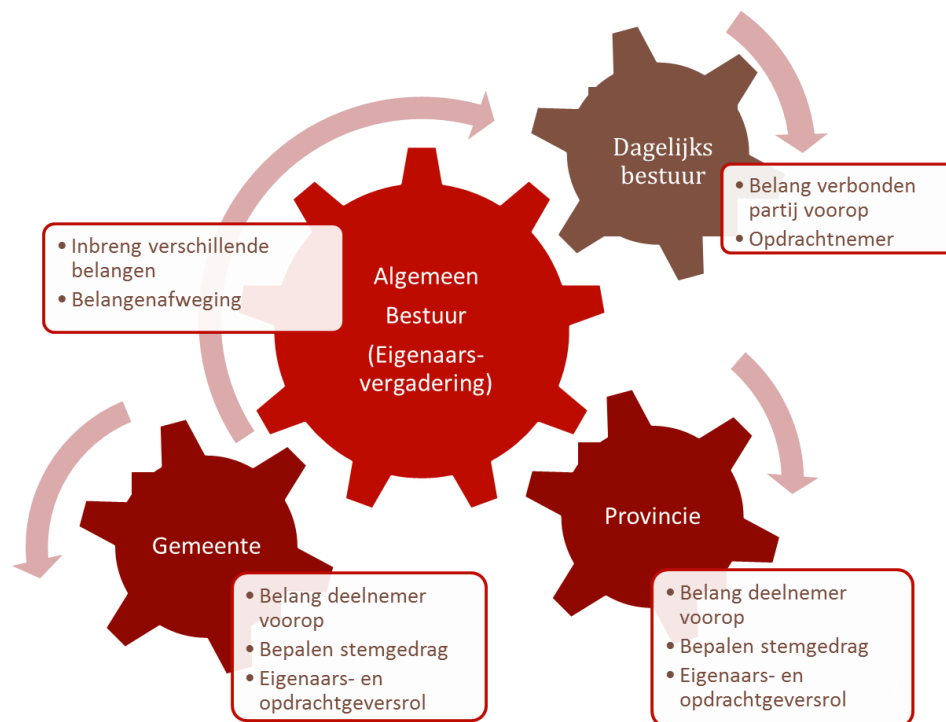 Dagelijks
bestuur
• Belang verbonden
partij voorop
• Opdrachtnemer
• Inbreng verschillende
belangen
• Belangenafweging
Algemeen
Bestuur
(Eigenaars-
vergadering)
Gemeente
• Belang deelnemer
voorop
• Bepalen stemgedrag
• Eigenaars- en
opdrachtgeversrol
Provincie
• Belang deelnemer
voorop
• Bepalen stemgedrag
• Eigenaars- en
opdrachtgeversrol